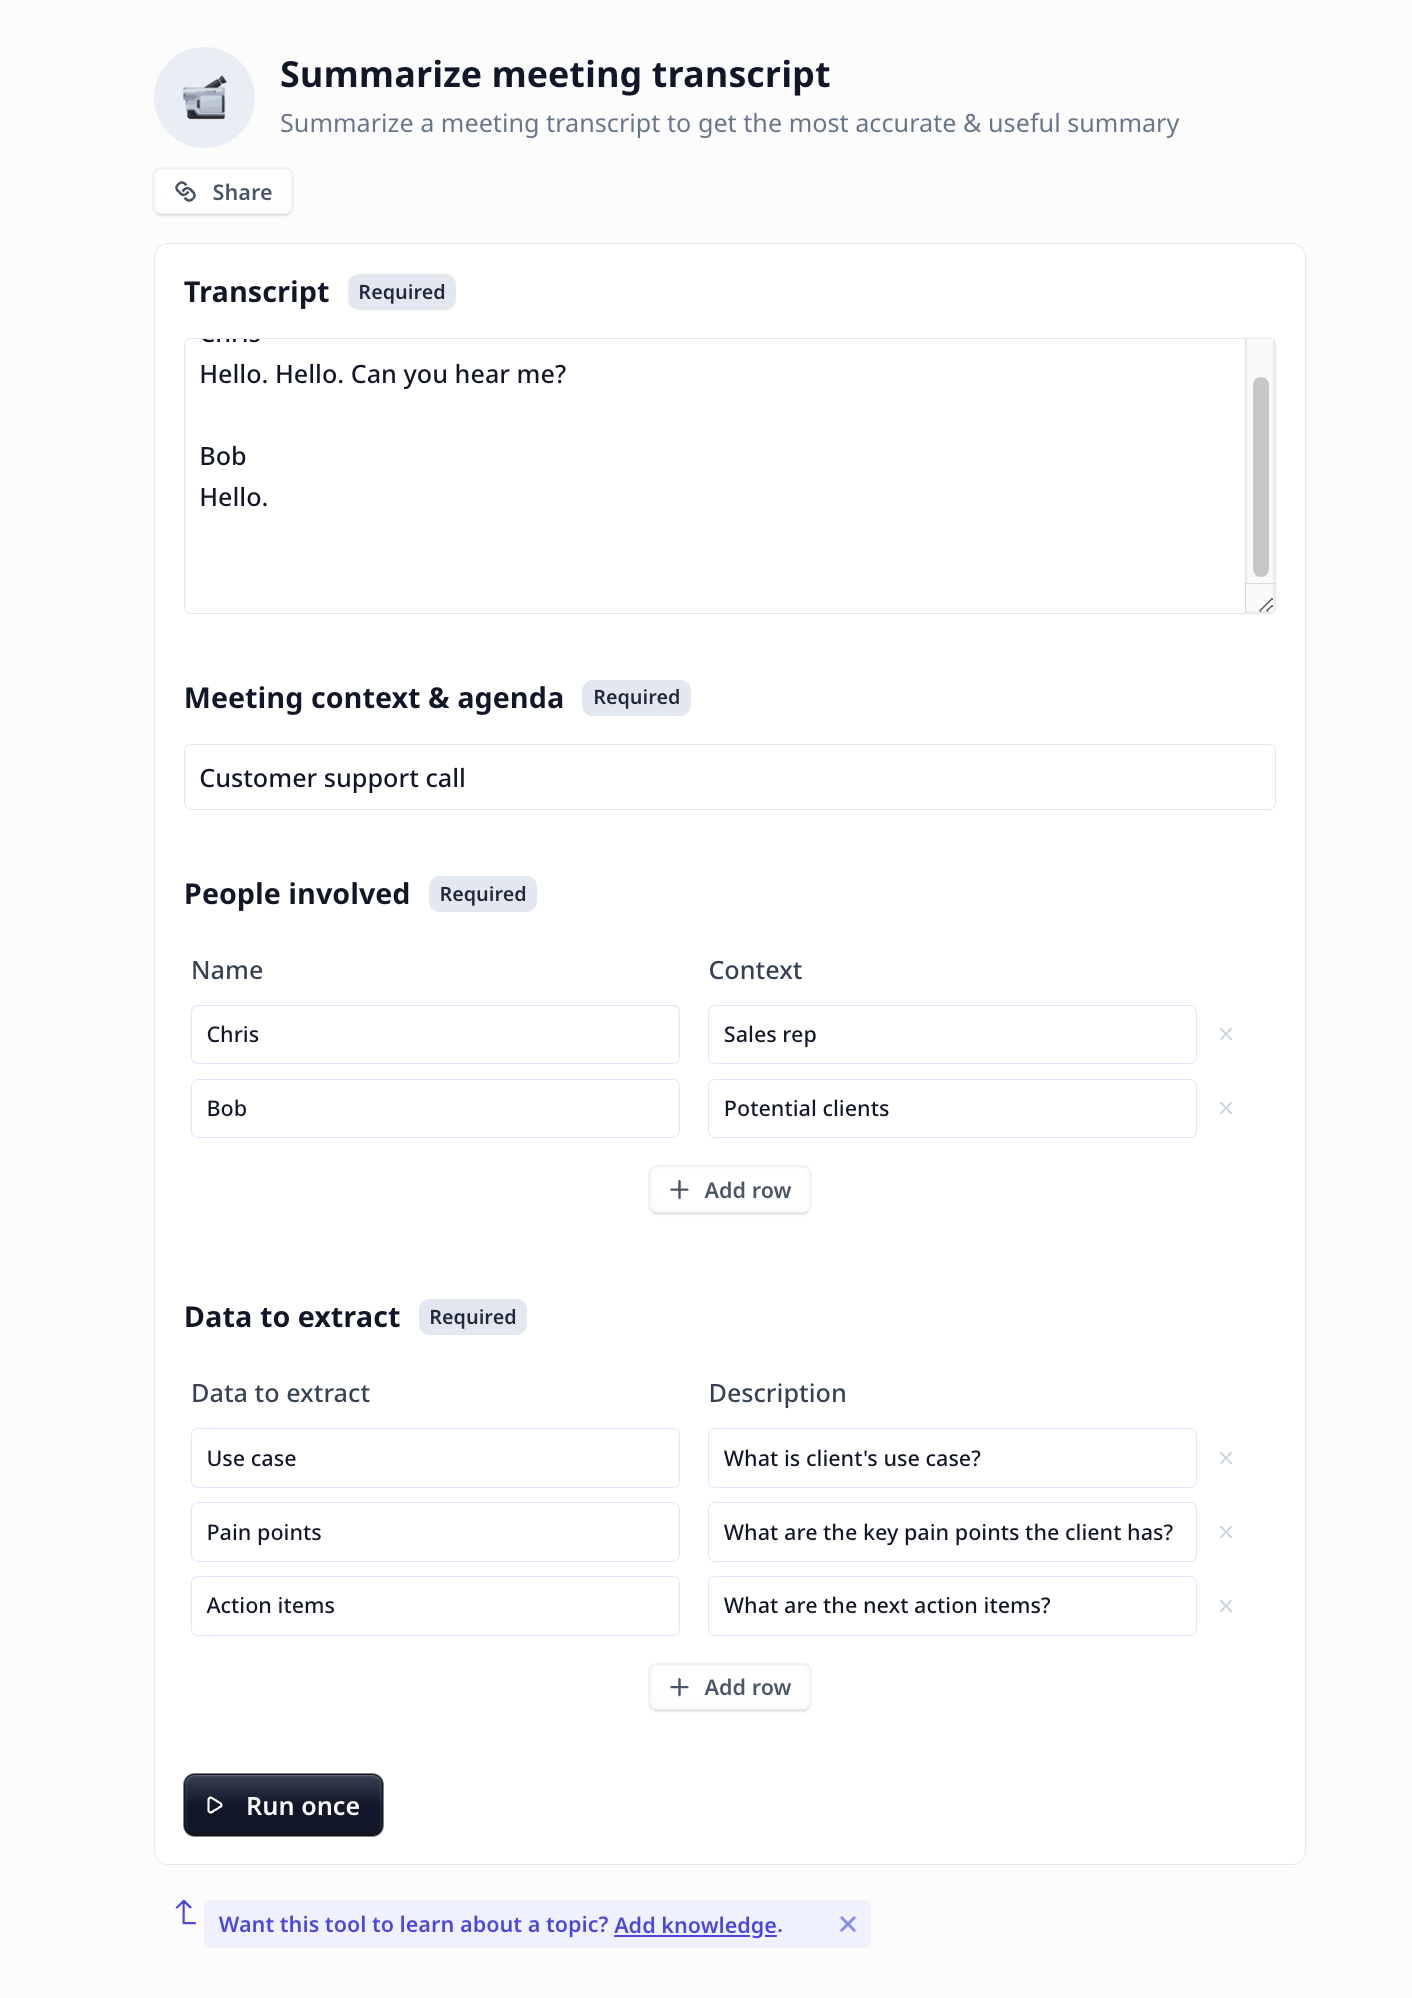 Summarize meeting transcript
Summarize a meeting transcript to get the most accurate & useful summary
Share
Transcript Required
Chris
Hello. Hello. Can you hear me?
Bob
Hello.
Meeting context & agenda Required
Customer support call
People involved Required
Name Context
Chris Sales rep
Bob Potential clients
Add row
Data to extract Required
Data to extract Description
Use case What is client's use case?
Pain points What are the key pain points the client has?
Action items What are the next action items?
Add row
Run once
Want this tool to learn about a topic? Add knowledge.